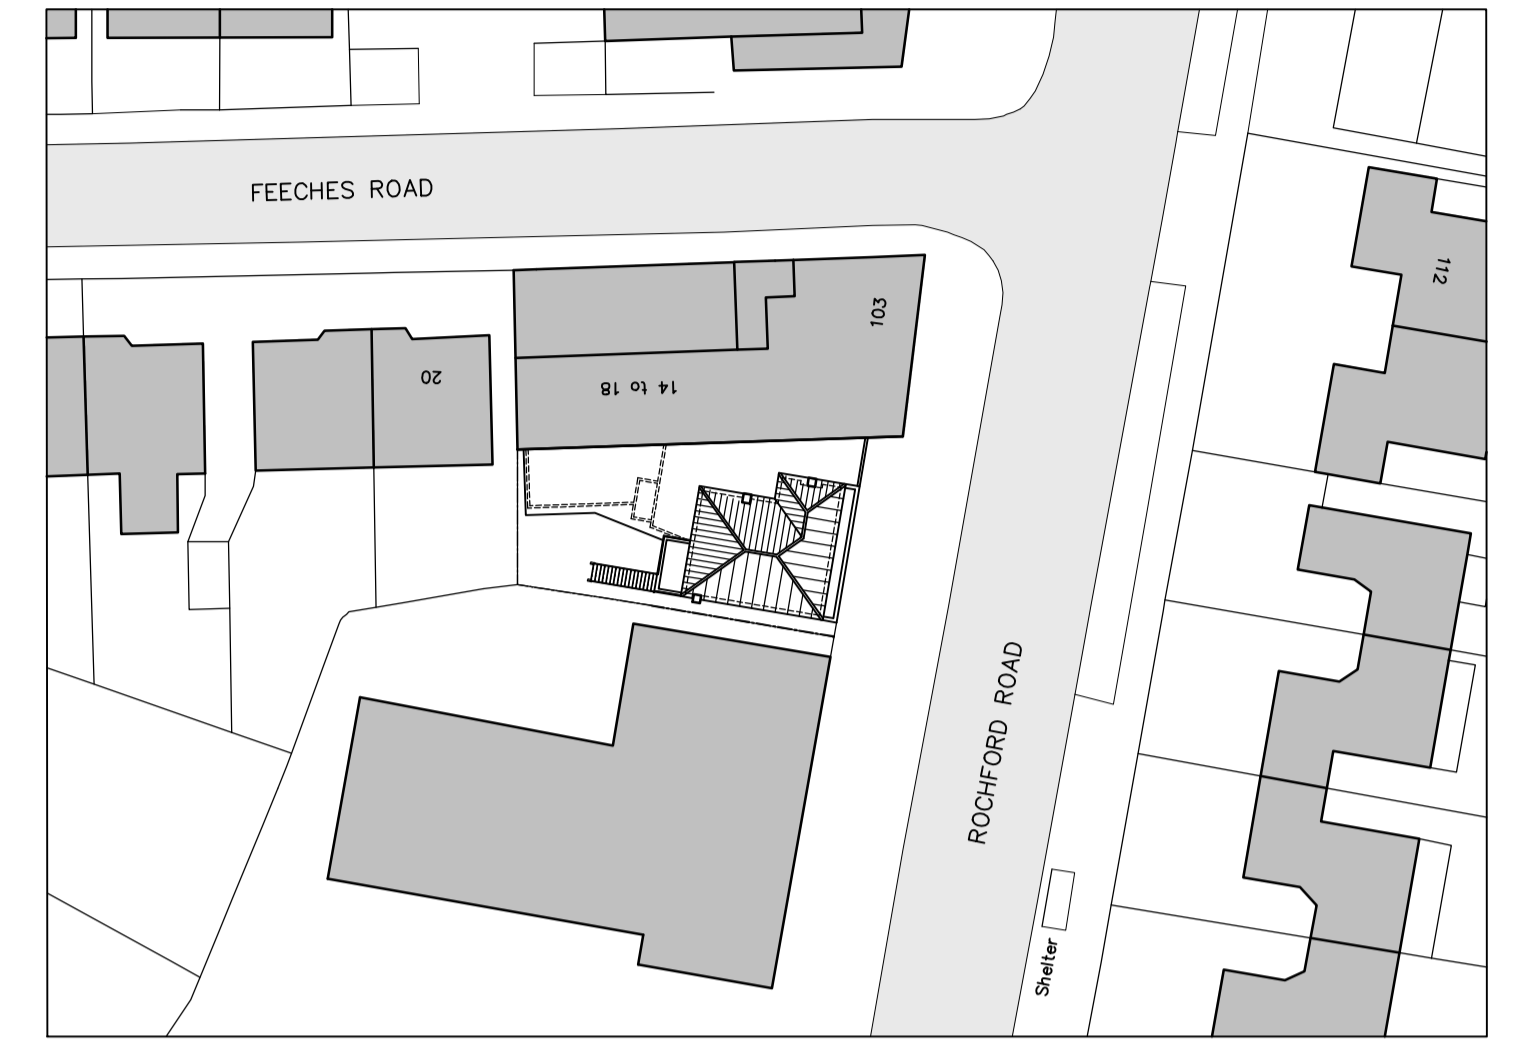 FEECHES ROAD
112
103
20
14 to 18
ROCHFORD ROAD
Shelter